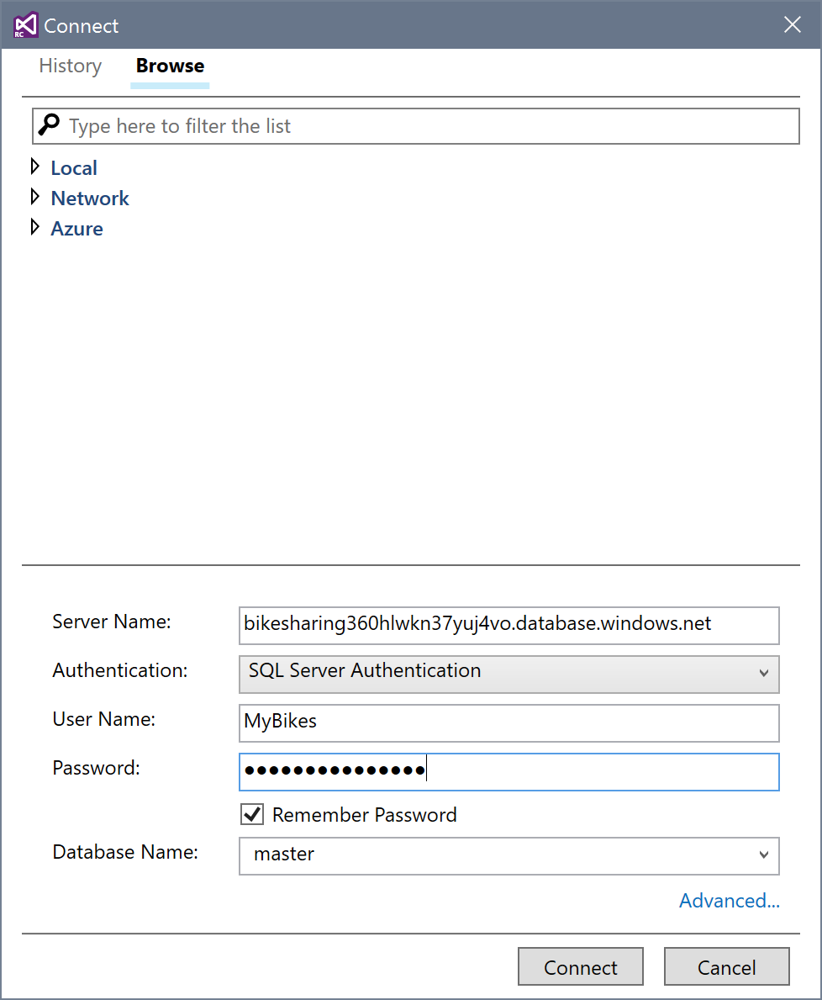 RC Connect
History Browse
Type here to filter the list
Local
Network
Azure
Server Name: bikesharing360hlwkn37yuj4vo.database.windows.net
Authentication: SQL Server Authentication
User Name: MyBikes
Password: ●●●●●●●●●●●●●●●
Remember Password
Database Name: master
Advanced...
Connect Cancel